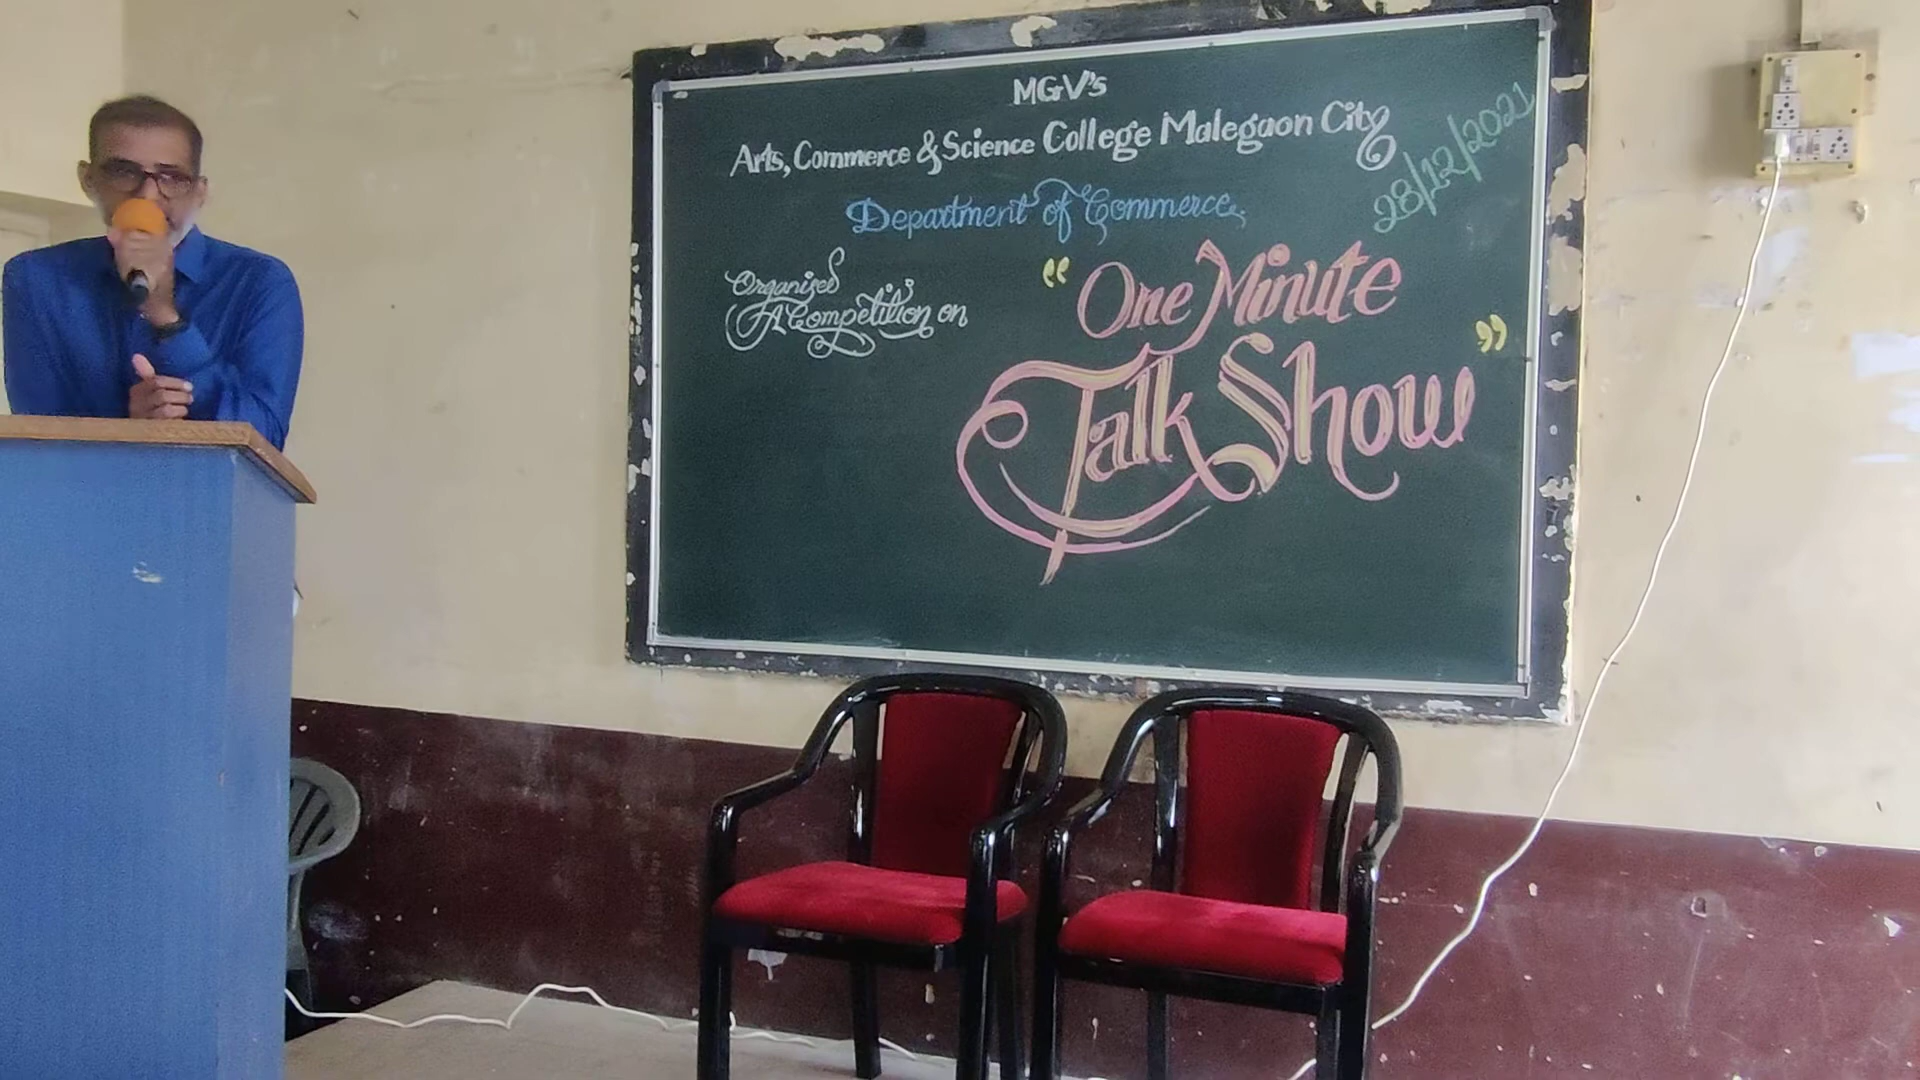 MGV's
Arts, Commerce & Science College Malegaon City
28/12/2021
Department of Commerce
Organised
A Competition on
“One Minute
Talk Show”